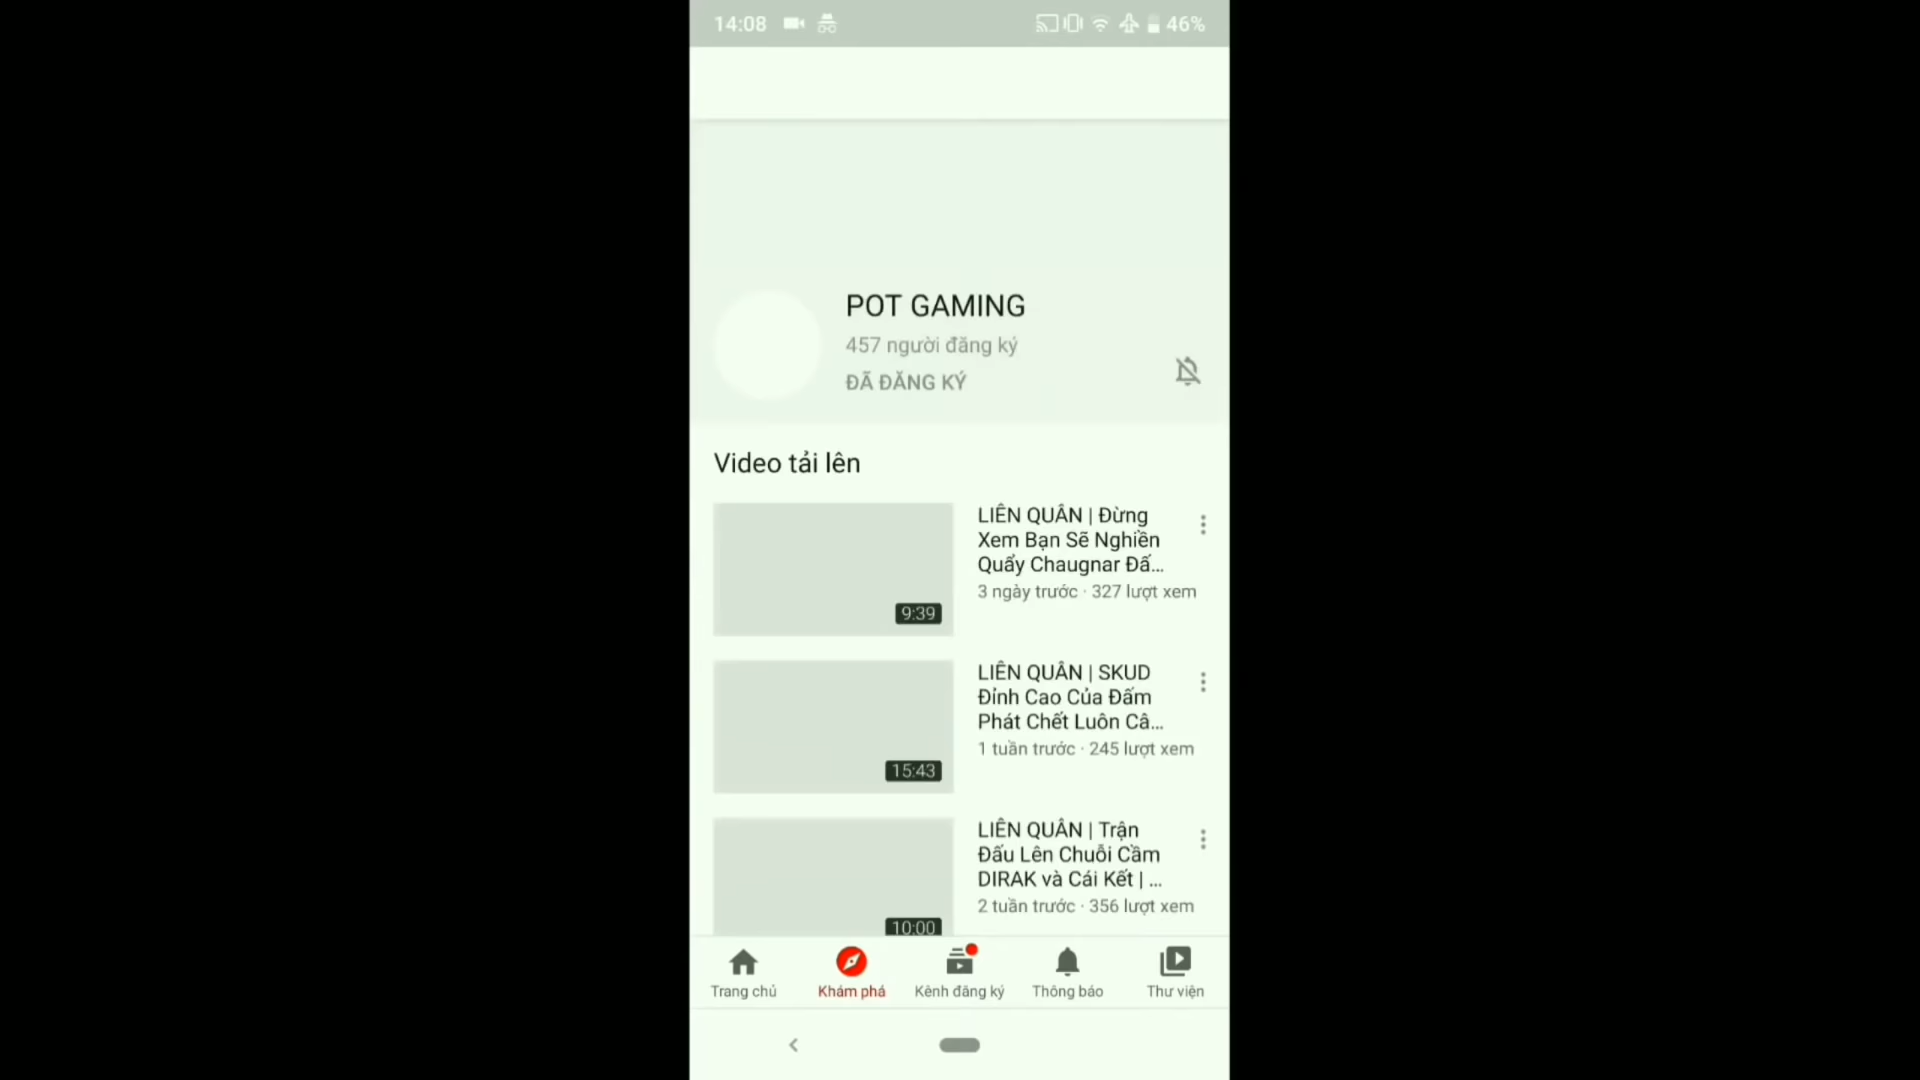 14:08 46%
POT GAMING
457 người đăng ký
ĐÃ ĐĂNG KÝ
Video tải lên
LIÊN QUÂN | Đừng
Xem Bạn Sẽ Nghiền
Quẩy Chaugnar Đấ...
3 ngày trước · 327 lượt xem
9:39
LIÊN QUÂN | SKUD
Đỉnh Cao Của Đấm
Phát Chết Luôn Câ...
1 tuần trước · 245 lượt xem
15:43
LIÊN QUÂN | Trận
Đấu Lên Chuỗi Cầm
DIRAK và Cái Kết | ...
2 tuần trước · 356 lượt xem
10:00
Trang chủ Khám phá Kênh đăng ký Thông báo Thư viện